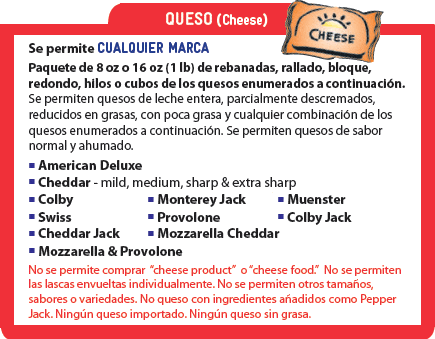 QUESO (Cheese)
CHEESE
Se permite CUALQUIER MARCA
Paquete de 8 oz o 16 oz (1 lb) de rebanadas, rallado, bloque,
redondo, hilos o cubos de los quesos enumerados a continuación.
Se permiten quesos de leche entera, parcialmente descremados,
reducidos en grasas, con poca grasa y cualquier combinación de los
quesos enumerados a continuación. Se permiten quesos de sabor
normal y ahumado.
▪ American Deluxe
▪ Cheddar - mild, medium, sharp & extra sharp
▪ Colby ▪ Monterey Jack ▪ Muenster
▪ Swiss ▪ Provolone ▪ Colby Jack
▪ Cheddar Jack ▪ Mozzarella Cheddar
▪ Mozzarella & Provolone
No se permite comprar “cheese product” o “cheese food.” No se permiten
las lascas envueltas individualmente. No se permiten otros tamaños,
sabores o variedades. No queso con ingredientes añadidos como Pepper
Jack. Ningún queso importado. Ningún queso sin grasa.